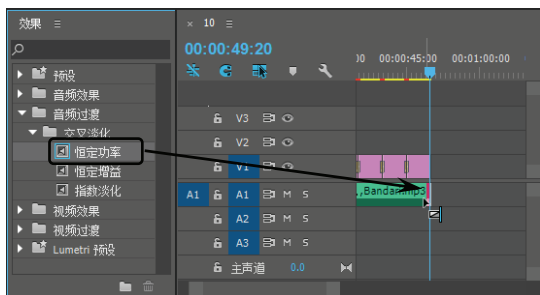 效果
预设
音频效果
音频过渡
交叉淡化
恒定功率
恒定增益
指数淡化
视频效果
视频过渡
Lumetri 预设
× 10
00:00:49:20
00 00:00:45:00 00:01:00:00
V3
V2
V1
A1 A1 M S
,,Bandari.mp3
A2 M S
A3 M S
主声道 0.0